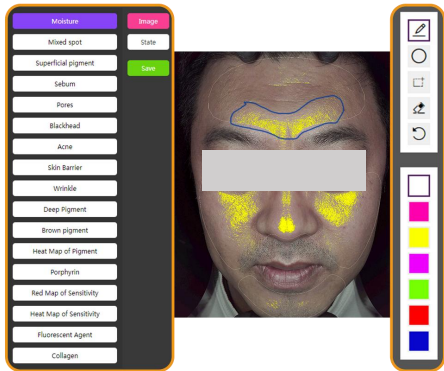 Moisture
Image
Mixed spot
State
Superficial pigment
Save
Sebum
Pores
Blackhead
Acne
Skin Barrier
Wrinkle
Deep Pigment
Brown pigment
Heat Map of Pigment
Porphyrin
Red Map of Sensitivity
Heat Map of Sensitivity
Fluorescent Agent
Collagen